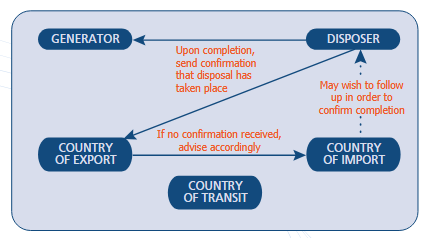 GENERATOR
DISPOSER
Upon completion,
send confirmation
that disposal has
taken place
May wish to follow
up in order to
confirm completion
If no confirmation received,
advise accordingly
COUNTRY
OF EXPORT
COUNTRY
OF IMPORT
COUNTRY
OF TRANSIT